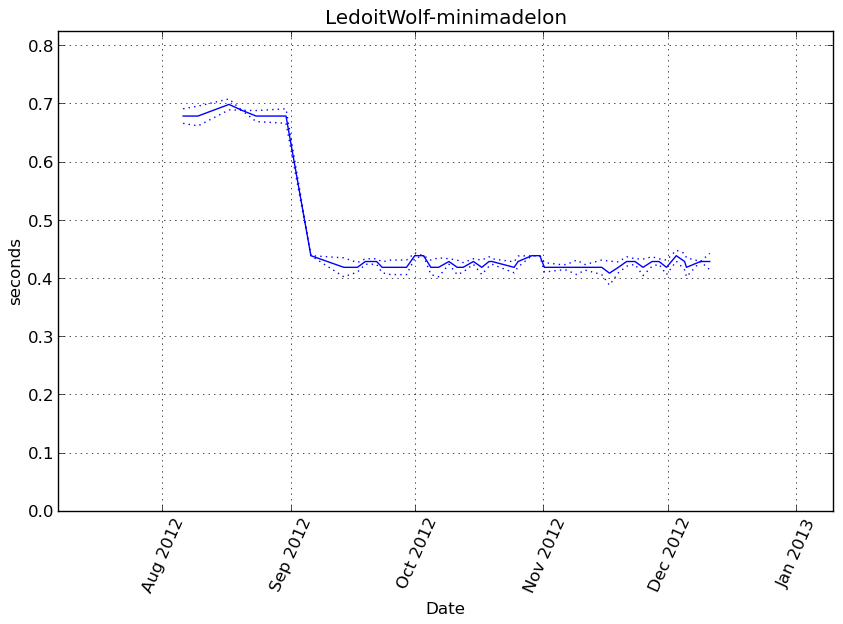 LedoitWolf-minimadelon
0.8
0.7
0.6
0.5
0.4
0.3
0.2
0.1
0.0
seconds
Aug 2012
Sep 2012
Oct 2012
Nov 2012
Dec 2012
Jan 2013
Date